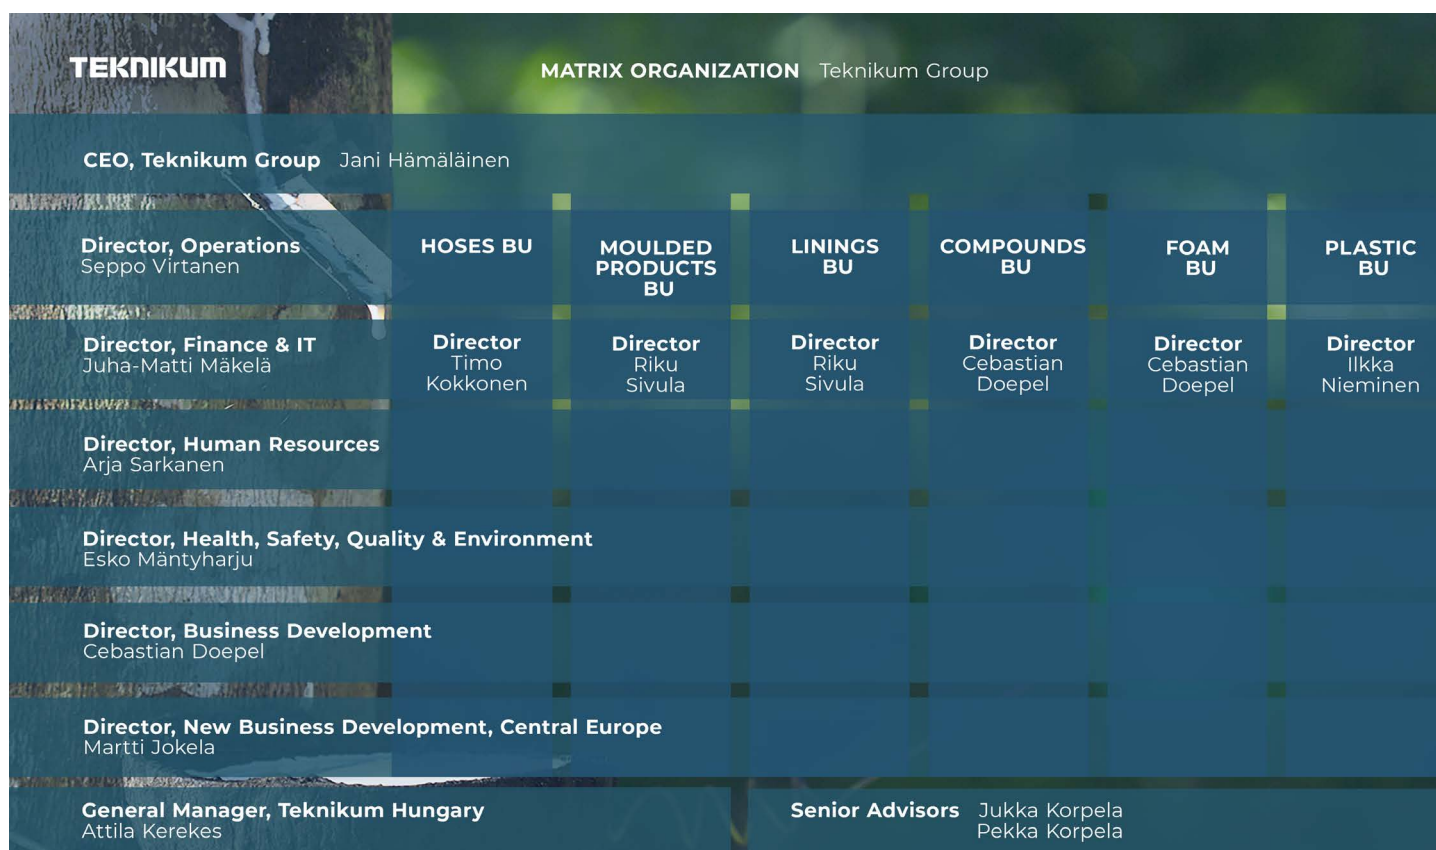 TEKNIKUM
MATRIX ORGANIZATION Teknikum Group
CEO, Teknikum Group Jani Hämäläinen
Director, Operations
Seppo Virtanen
HOSES BU
MOULDED
PRODUCTS
BU
LININGS
BU
COMPOUNDS
BU
FOAM
BU
PLASTIC
BU
Director, Finance & IT
Juha-Matti Mäkelä
Director
Timo
Kokkonen
Director
Riku
Sivula
Director
Riku
Sivula
Director
Cebastian
Doepel
Director
Cebastian
Doepel
Director
Ilkka
Nieminen
Director, Human Resources
Arja Sarkanen
Director, Health, Safety, Quality & Environment
Esko Mäntyharju
Director, Business Development
Cebastian Doepel
Director, New Business Development, Central Europe
Martti Jokela
General Manager, Teknikum Hungary
Attila Kerekes
Senior Advisors Jukka Korpela
Pekka Korpela